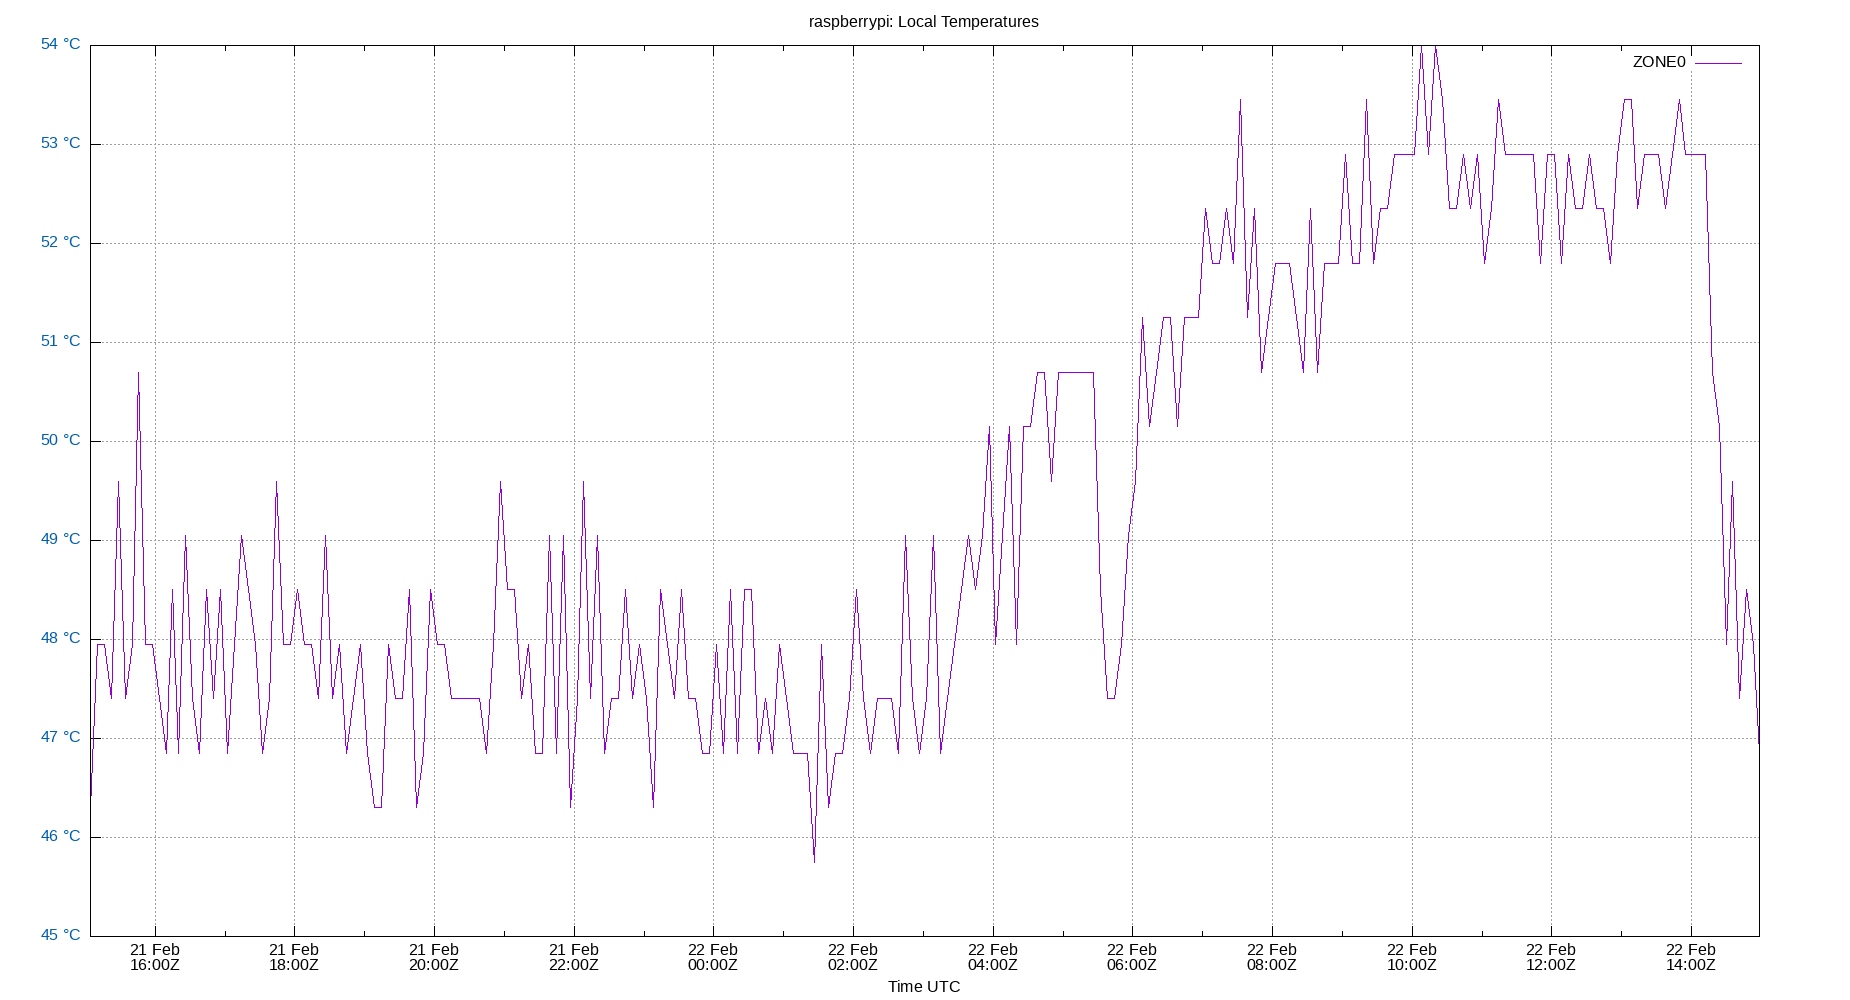 raspberrypi: Local Temperatures
54 °C
ZONE0
53 °C
52 °C
51 °C
50 °C
49 °C
48 °C
47 °C
46 °C
45 °C
21 Feb 21 Feb 21 Feb 21 Feb 22 Feb 22 Feb 22 Feb 22 Feb 22 Feb 22 Feb 22 Feb 22 Feb
16:00Z 18:00Z 20:00Z 22:00Z 00:00Z 02:00Z 04:00Z 06:00Z 08:00Z 10:00Z 12:00Z 14:00Z
Time UTC